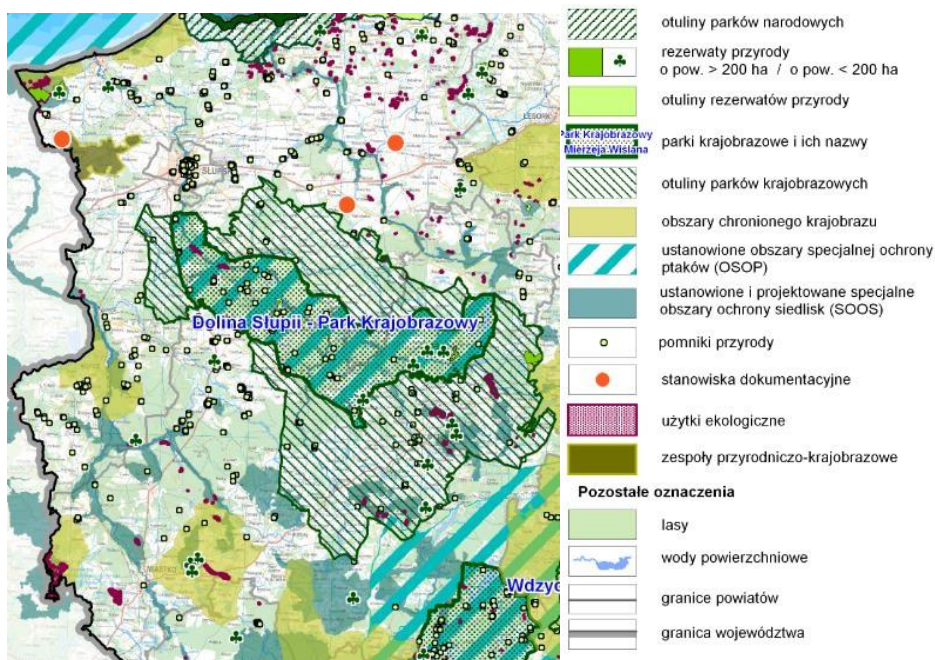 SŁUPSK
LĘBORK
Dolina Słupii - Park Krajobrazowy
MIASTKO
Wdzyc
otuliny parków narodowych
rezerwaty przyrody
o pow. > 200 ha / o pow. < 200 ha
otuliny rezerwatów przyrody
Park Krajobrazowy
Mierzeja Wiślana
parki krajobrazowe i ich nazwy
otuliny parków krajobrazowych
obszary chronionego krajobrazu
ustanowione obszary specjalnej ochrony
ptaków (OSOP)
ustanowione i projektowane specjalne
obszary ochrony siedlisk (SOOS)
pomniki przyrody
stanowiska dokumentacyjne
użytki ekologiczne
zespoły przyrodniczo-krajobrazowe
Pozostałe oznaczenia
lasy
wody powierzchniowe
granice powiatów
granica województwa